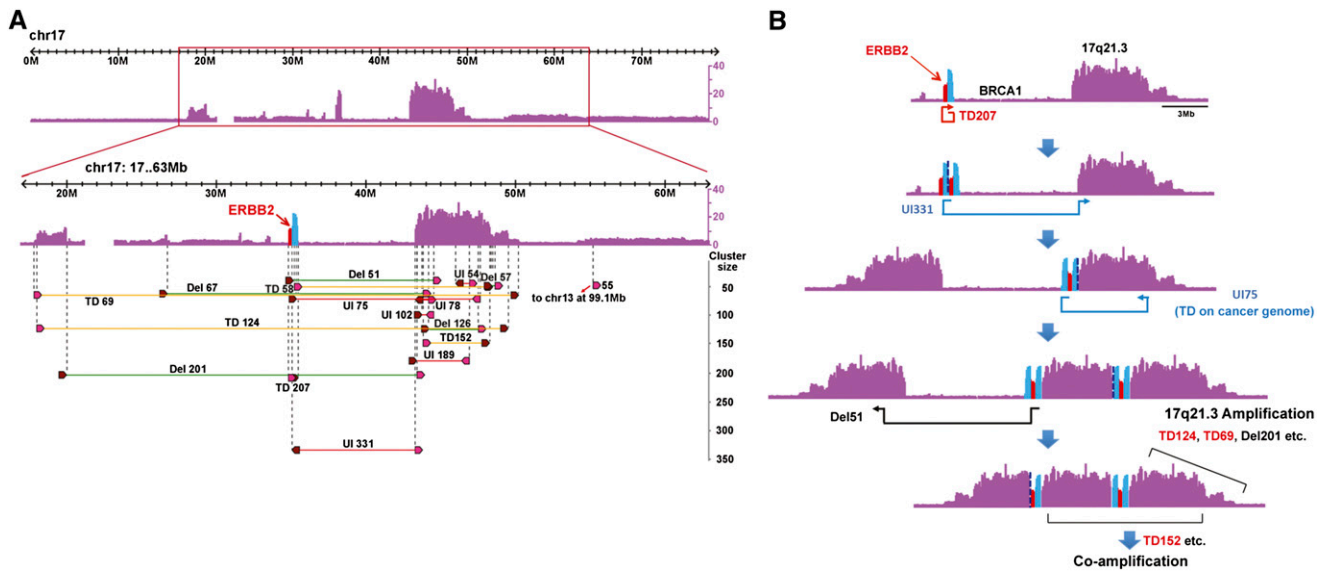 A
chr17
0M 10M 20M 30M 40M 50M 60M 70M
40
20
0
chr17: 17..63Mb
20M 30M 40M 50M
ERBB2
40
20
0
Cluster size
50
100
150
200
250
300
350
Del 51
UI 54
Del 57
Del 67
TD 58
55
to chr13 at 99.1Mb
TD 69
UI 75
UI 78
UI 102
TD 124
Del 126
TD152
UI 189
Del 201
TD 207
UI 331
B
ERBB2
17q21.3
BRCA1
TD207
3Mb
UI331
UI75
(TD on cancer genome)
Del51
17q21.3 Amplification
TD124, TD69, Del201 etc.
TD152 etc.
Co-amplification